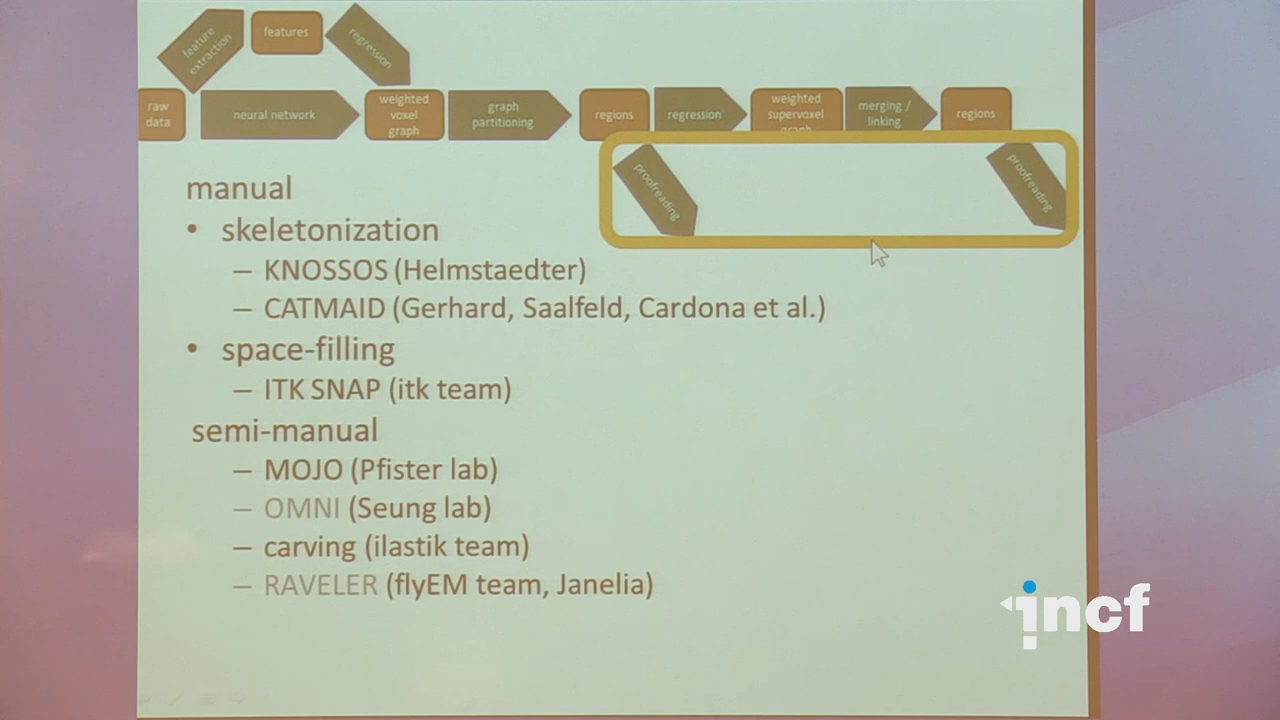 feature
extraction
features
regression
raw
data
neural network
weighted
voxel
graph
graph
partitioning
regions
regression
weighted
supervoxel
graph
merging /
linking
regions
proofreading
proofreading
manual
• skeletonization
– KNOSSOS (Helmstaedter)
– CATMAID (Gerhard, Saalfeld, Cardona et al.)
• space-filling
– ITK SNAP (itk team)
semi-manual
– MOJO (Pfister lab)
– OMNI (Seung lab)
– carving (ilastik team)
– RAVELER (flyEM team, Janelia)
incf